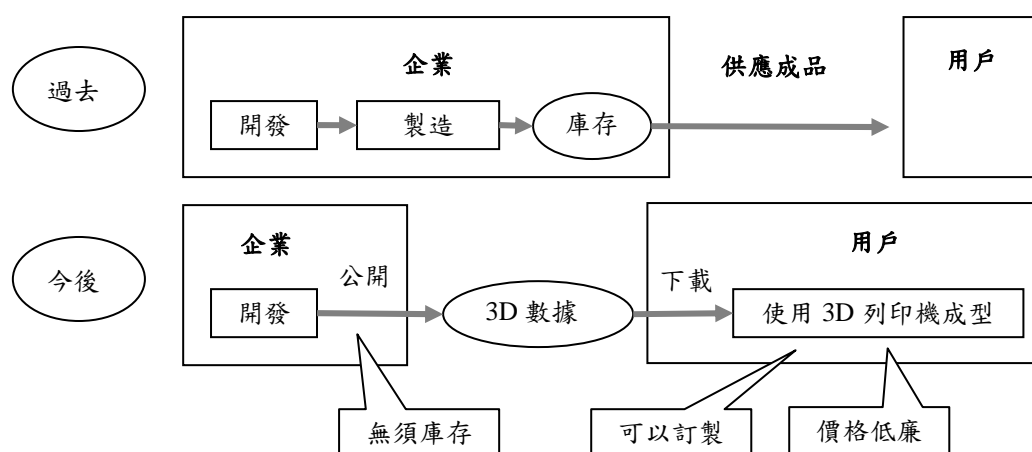 過去
企業
開發
製造
庫存
供應成品
用戶
今後
企業
開發
公開
3D 數據
下載
用戶
使用 3D 列印機成型
無須庫存
可以訂製
價格低廉